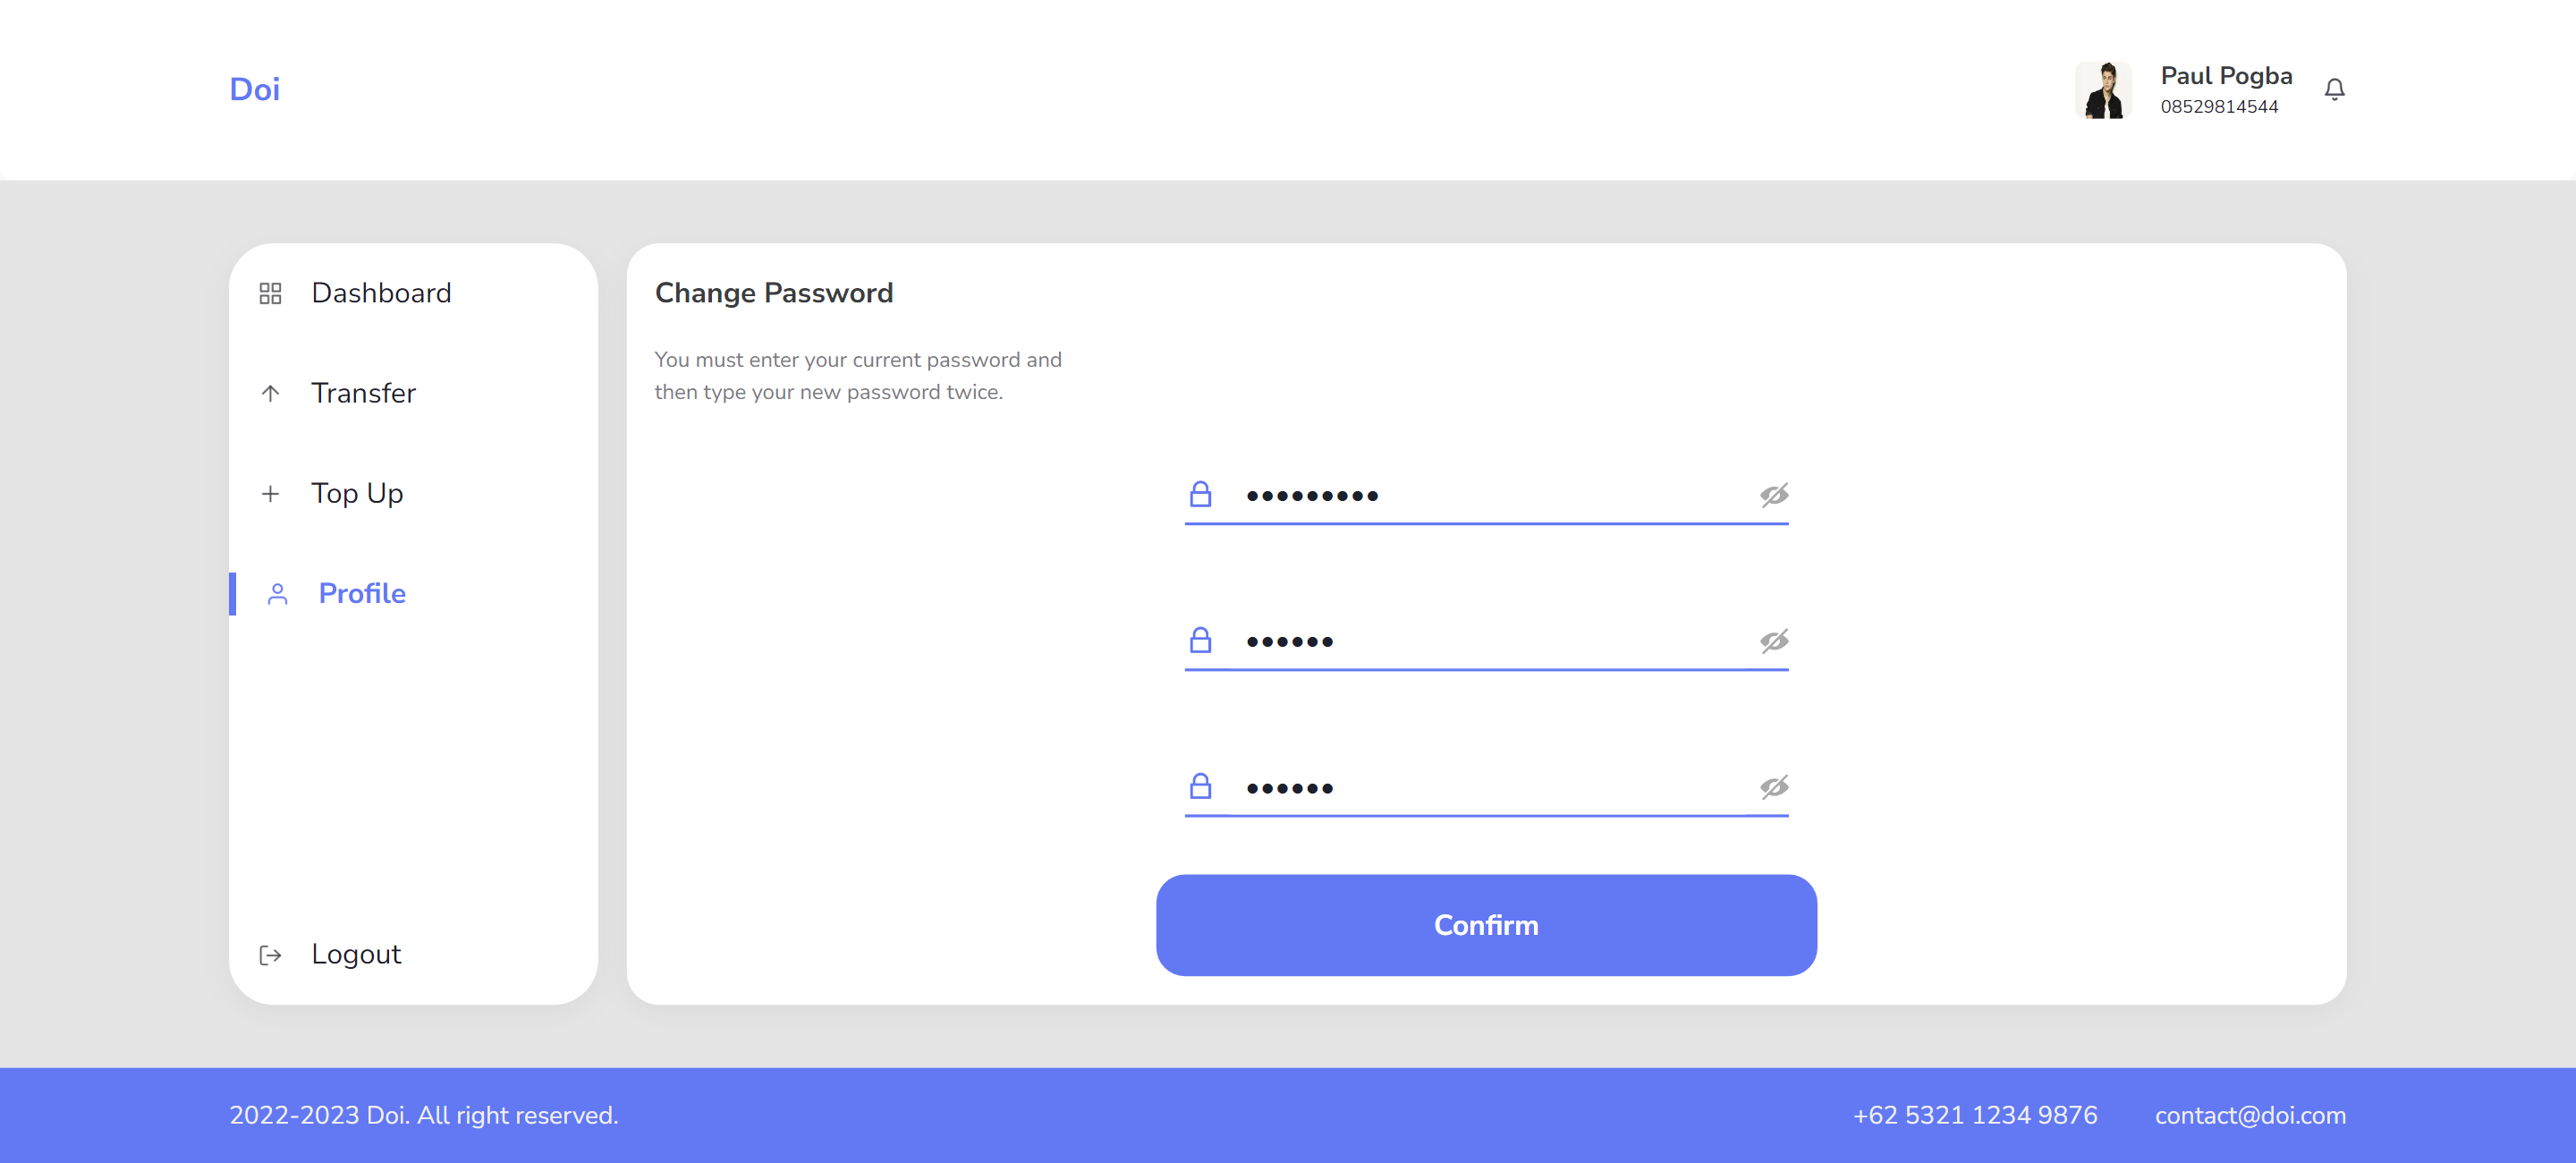 Doi
Paul Pogba
08529814544
Dashboard
Transfer
Top Up
Profile
Logout
Change Password
You must enter your current password and
then type your new password twice.
•••••••••
••••••
••••••
Confirm
2022-2023 Doi. All right reserved.
+62 5321 1234 9876
contact@doi.com